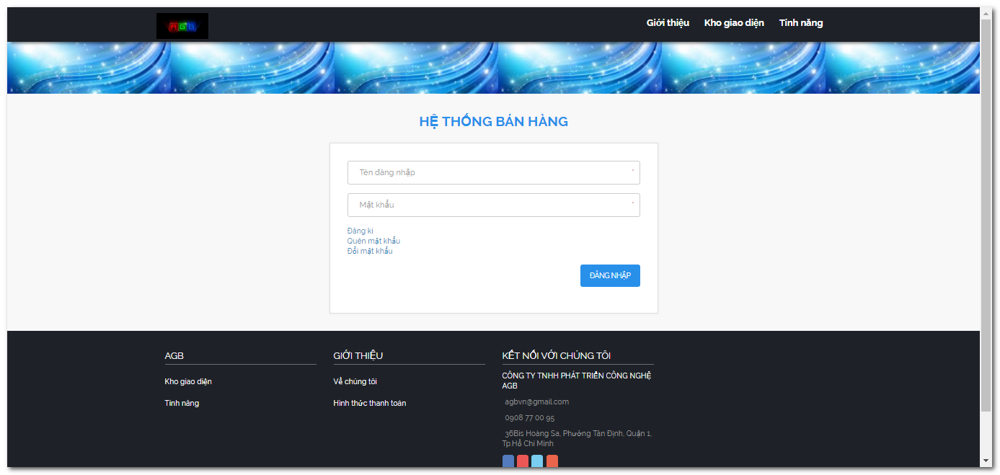 AGB
Giới thiệu Kho giao diện Tính năng
HỆ THỐNG BÁN HÀNG
Tên đăng nhập *
Mật khẩu *
Đăng kí
Quên mật khẩu
Đổi mật khẩu
ĐĂNG NHẬP
AGB
Kho giao diện
Tính năng
GIỚI THIỆU
Về chúng tôi
Hình thức thanh toán
KẾT NỐI VỚI CHÚNG TÔI
CÔNG TY TNHH PHÁT TRIỂN CÔNG NGHỆ
AGB
agbvn@gmail.com
0908 77 00 95
36Bis Hoàng Sa, Phường Tân Định, Quận 1,
Tp.Hồ Chí Minh